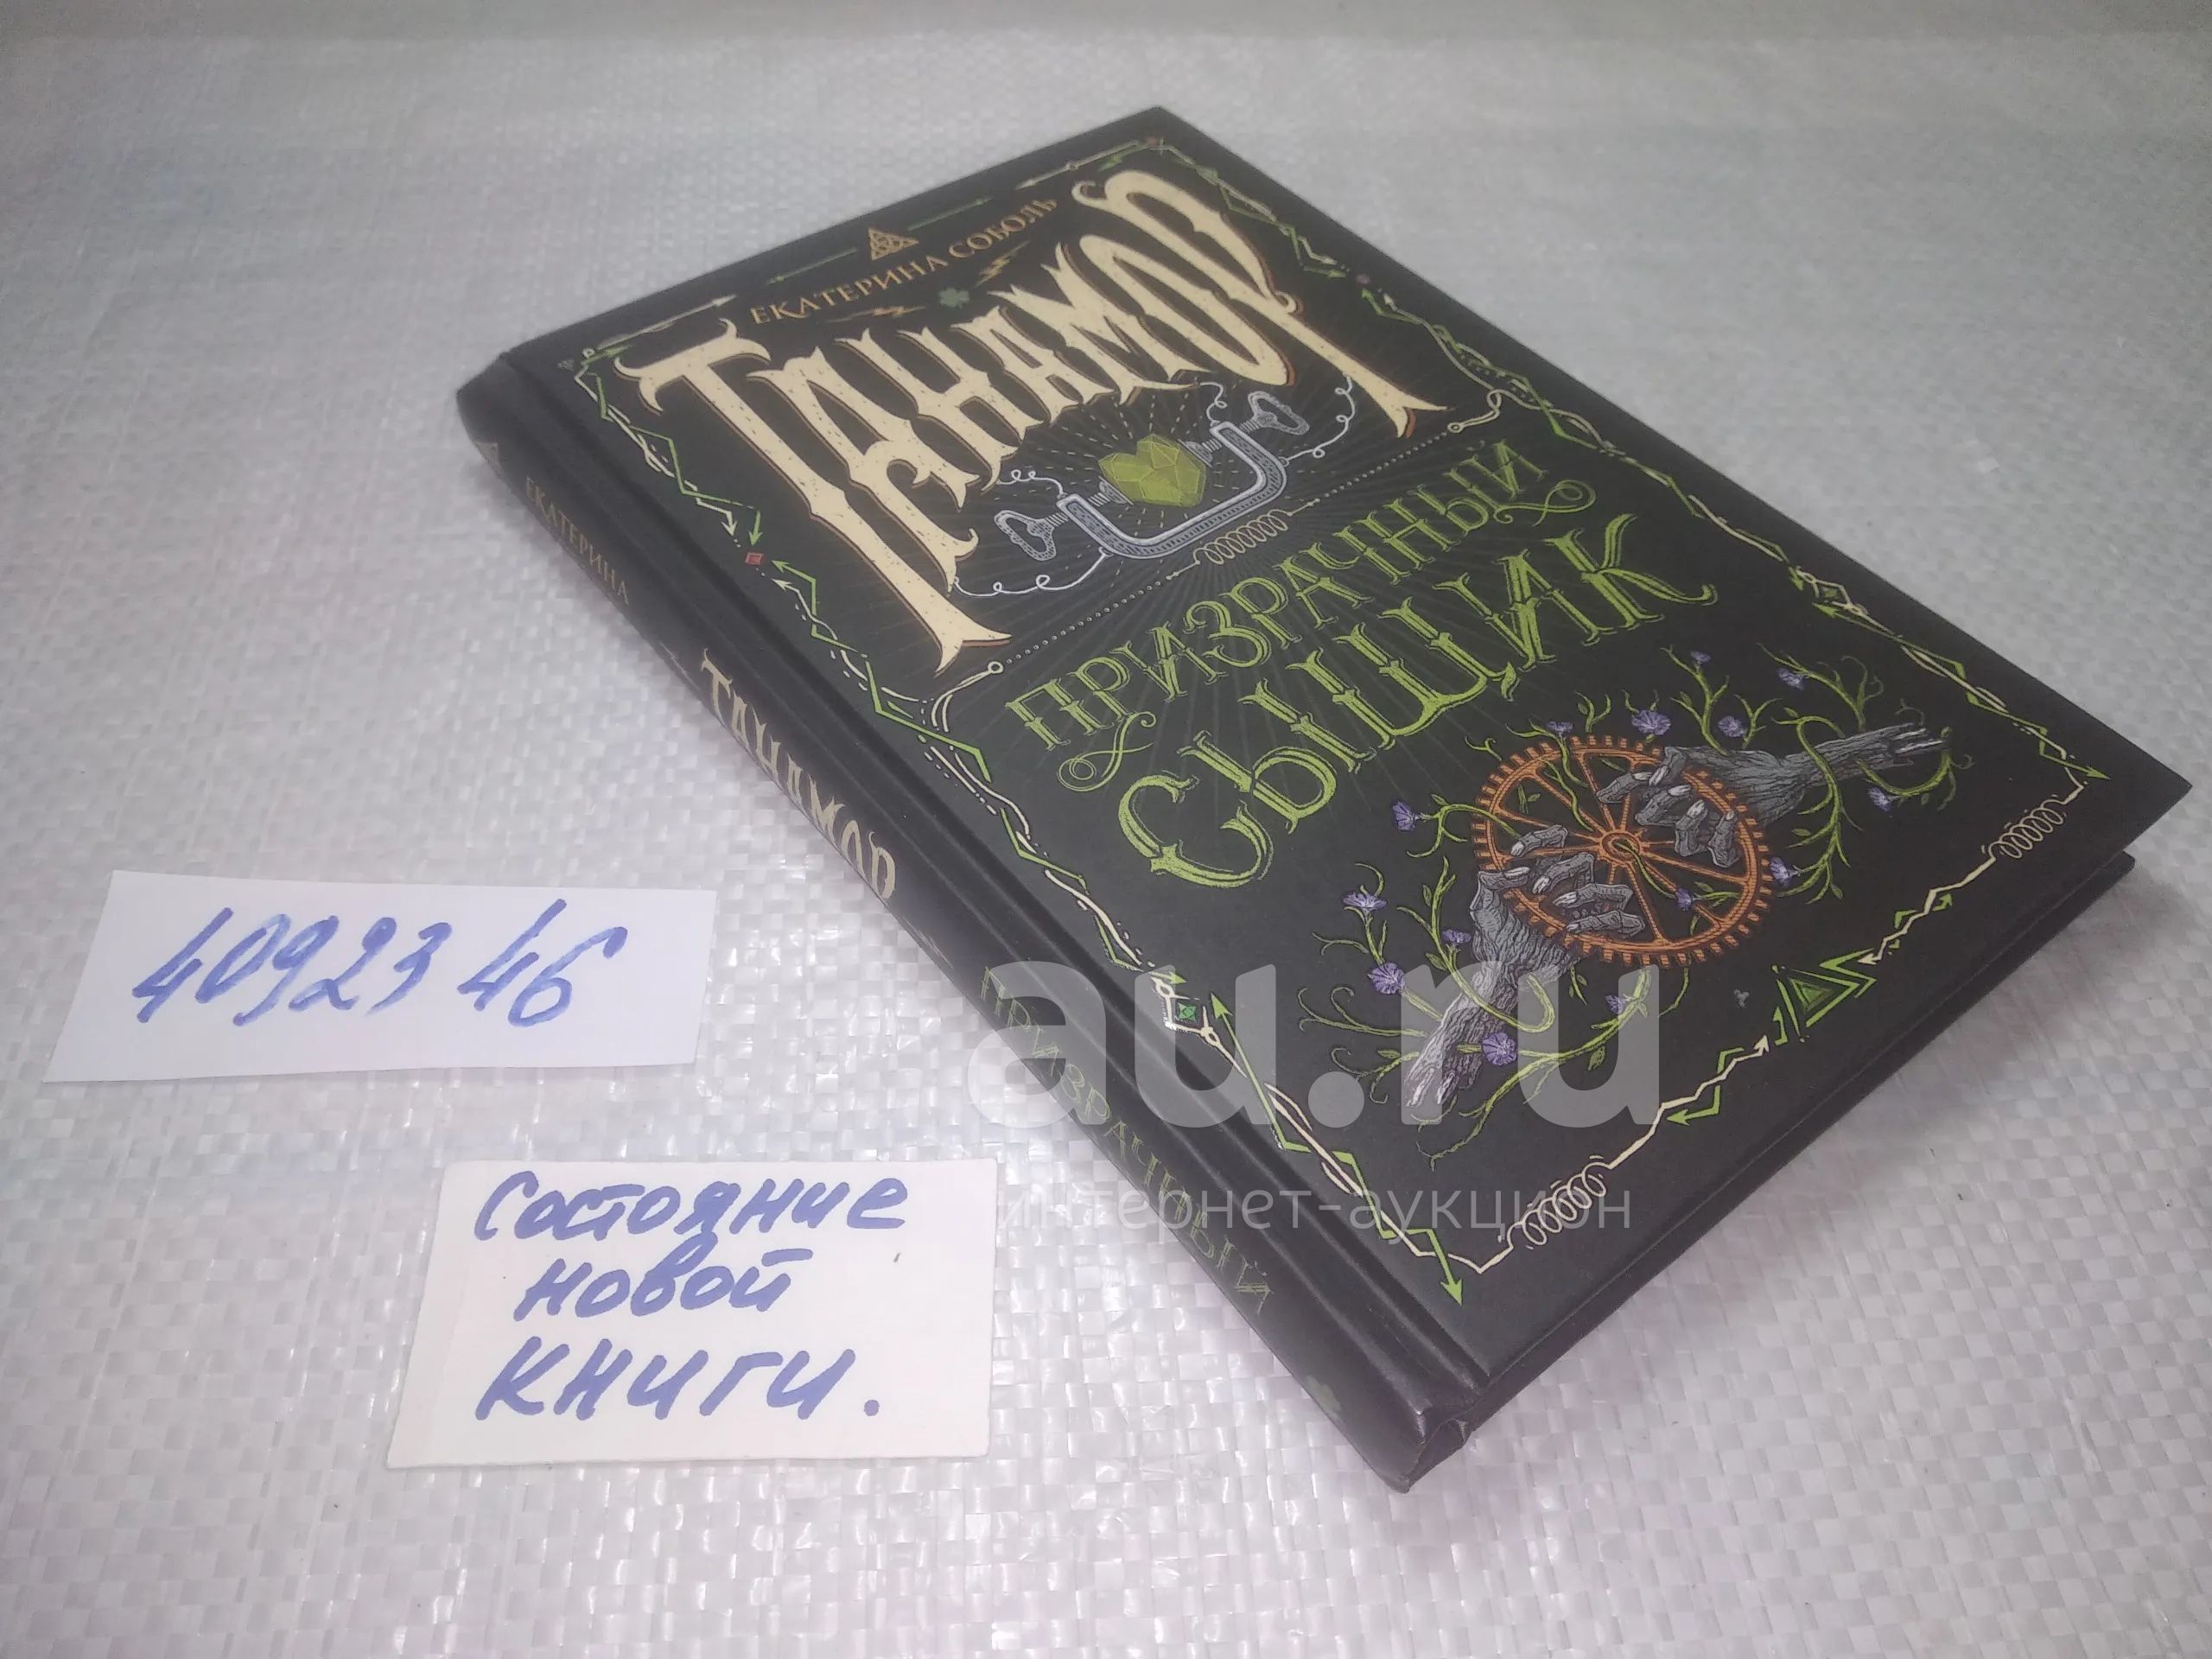 ЕКАТЕРИНА СОБОЛЬ
ТАНАМОР
ПРИЗРАЧНЫЙ
СЫЩИК
ЕКАТЕРИНА
ТАНАМОР
ПРИЗРАЧНЫЙ
4092346
Состояние
новой
книги.
au.ru
интернет-аукцион